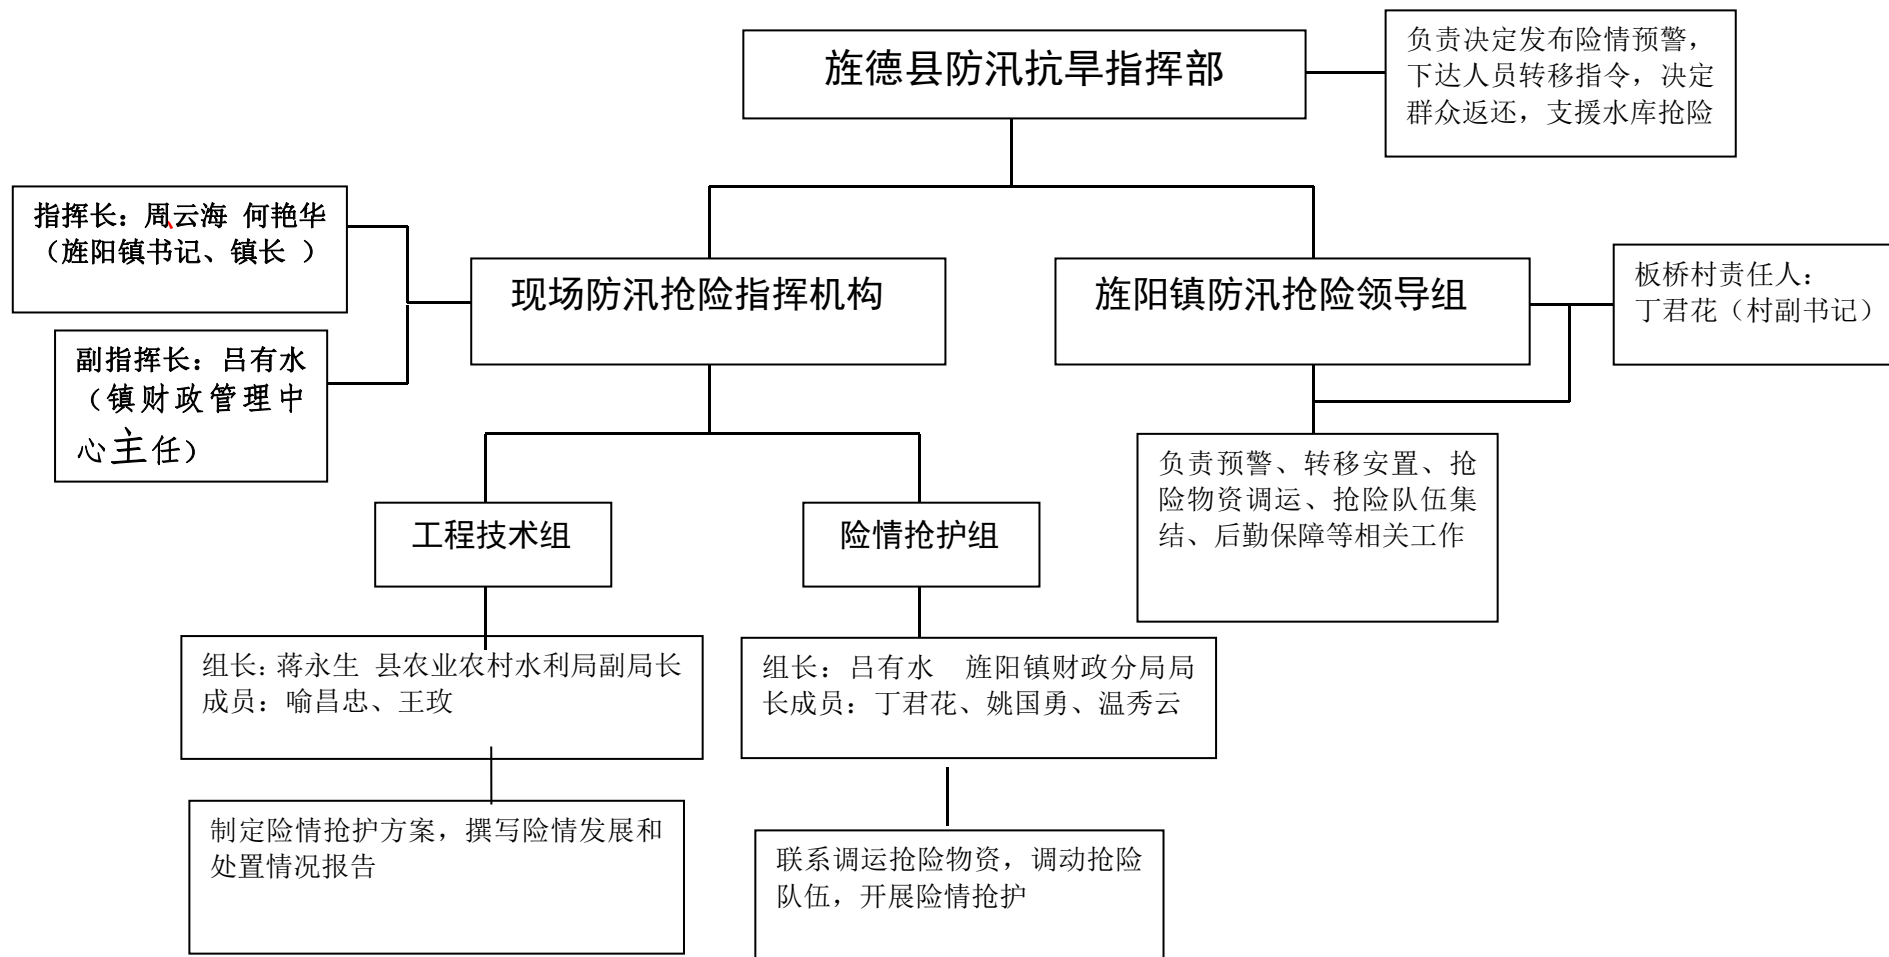 旌德县防汛抗旱指挥部
负责决定发布险情预警，
下达人员转移指令，决定
群众返还，支援水库抢险
指挥长：周云海 何艳华
（旌阳镇书记、镇长 ）
副指挥长：吕有水
（镇财政管理中
心主任）
现场防汛抢险指挥机构
旌阳镇防汛抢险领导组
板桥村责任人：
丁君花（村副书记）
负责预警、转移安置、抢
险物资调运、抢险队伍集
结、后勤保障等相关工作
工程技术组
险情抢护组
组长：蒋永生 县农业农村水利局副局长
成员：喻昌忠、王玫
组长：吕有水 旌阳镇财政分局局
长成员：丁君花、姚国勇、温秀云
制定险情抢护方案，撰写险情发展和
处置情况报告
联系调运抢险物资，调动抢险
队伍，开展险情抢护